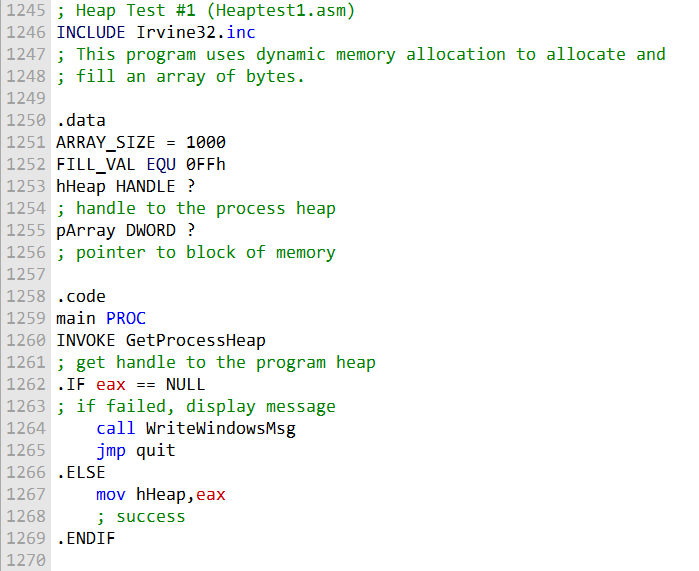 1245 ; Heap Test #1 (Heaptest1.asm)
1246 INCLUDE Irvine32.inc
1247 ; This program uses dynamic memory allocation to allocate and
1248 ; fill an array of bytes.
1249
1250 .data
1251 ARRAY_SIZE = 1000
1252 FILL_VAL EQU 0FFh
1253 hHeap HANDLE ?
1254 ; handle to the process heap
1255 pArray DWORD ?
1256 ; pointer to block of memory
1257
1258 .code
1259 main PROC
1260 INVOKE GetProcessHeap
1261 ; get handle to the program heap
1262 .IF eax == NULL
1263 ; if failed, display message
1264     call WriteWindowsMsg
1265     jmp quit
1266 .ELSE
1267     mov hHeap,eax
1268     ; success
1269 .ENDIF
1270